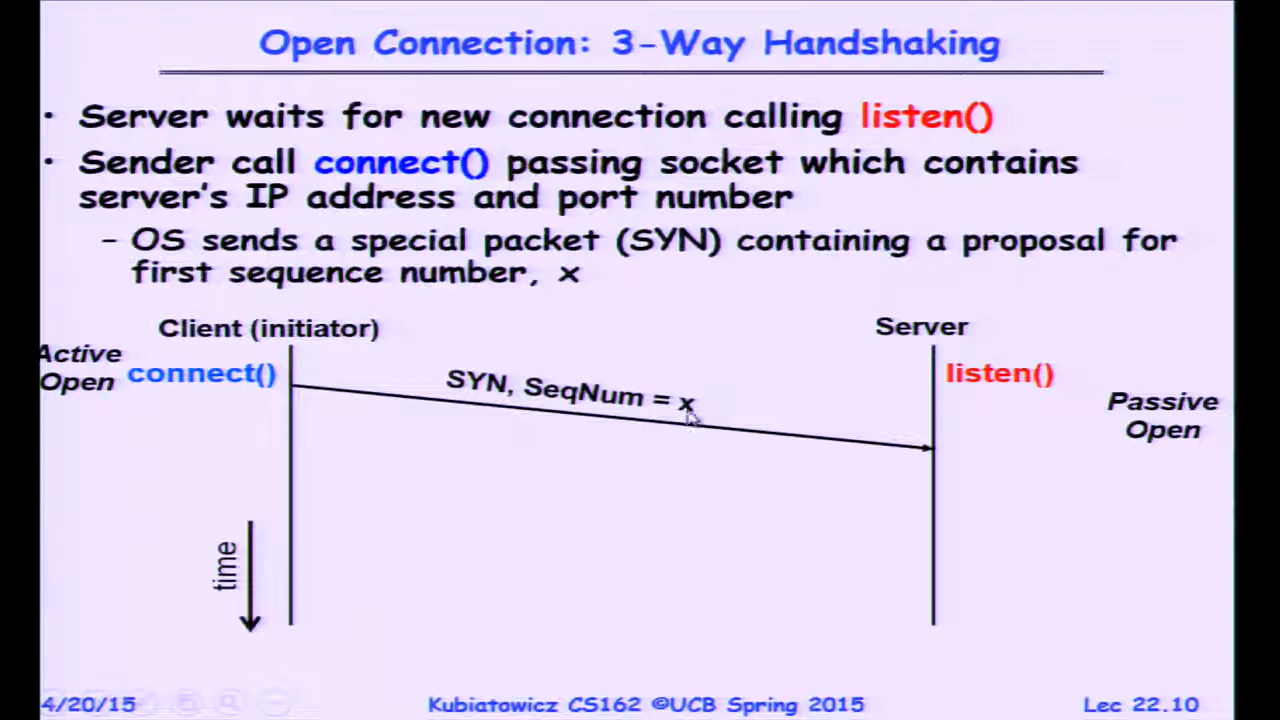 Open Connection: 3-Way Handshaking
• Server waits for new connection calling listen()
• Sender call connect() passing socket which contains
server's IP address and port number
– OS sends a special packet (SYN) containing a proposal for
first sequence number, x
Client (initiator)
Server
Active
Open
connect()
SYN, SeqNum = x
listen()
Passive
Open
time
4/20/15
Kubiatowicz CS162 ©UCB Spring 2015
Lec 22.10